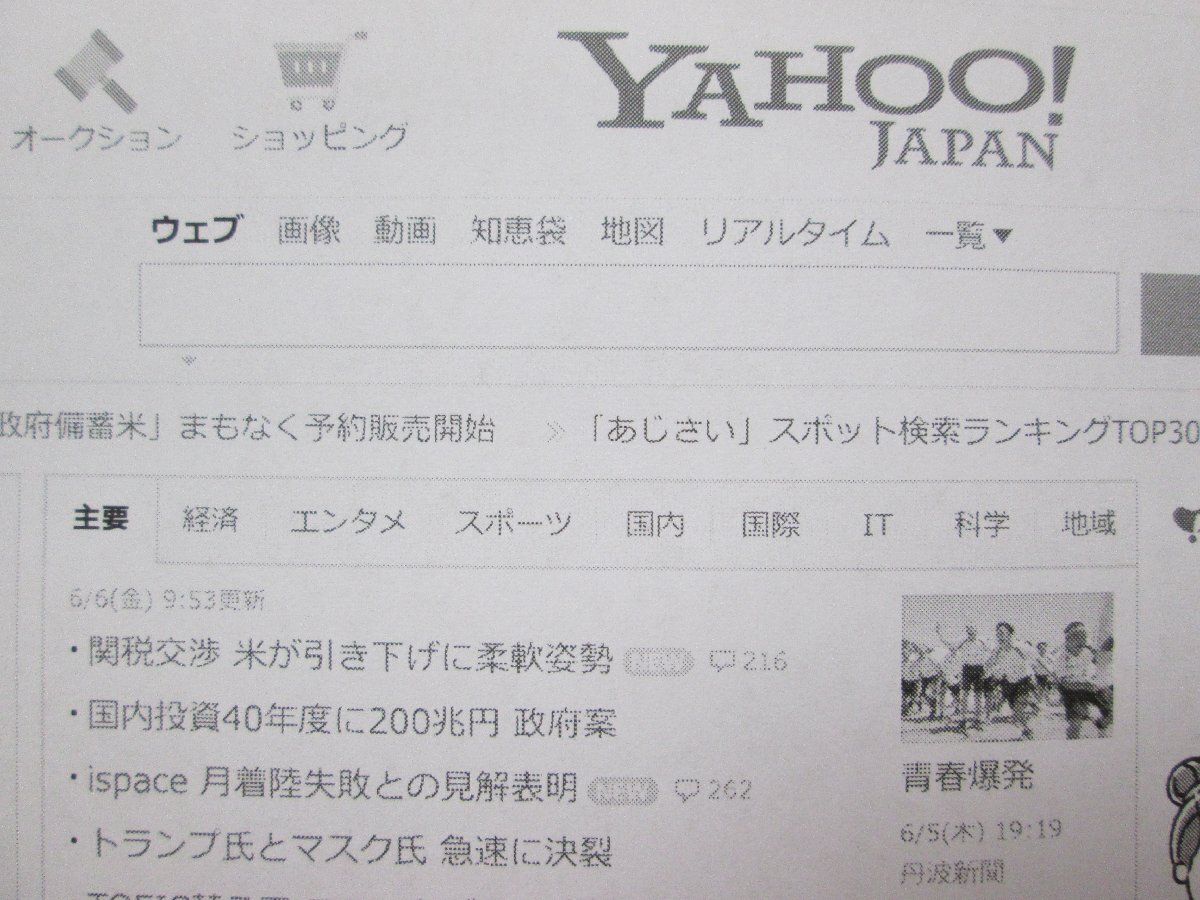 オークション ショッピング
YAHOO!
JAPAN
ウェブ 画像 動画 知恵袋 地図 リアルタイム 一覧▼
政府備蓄米」まもなく予約販売開始 「あじさい」スポット検索ランキングTOP30
主要 経済 エンタメ スポーツ 国内 国際 IT 科学 地域
6/6(金) 9:53更新
・関税交渉 米が引き下げに柔軟姿勢 NEW 216
・国内投資40年度に200兆円 政府案
・ispace 月着陸失敗との見解表明 NEW 262
・トランプ氏とマスク氏 急速に決裂
青春爆発
6/5(木) 19:19
丹波新聞